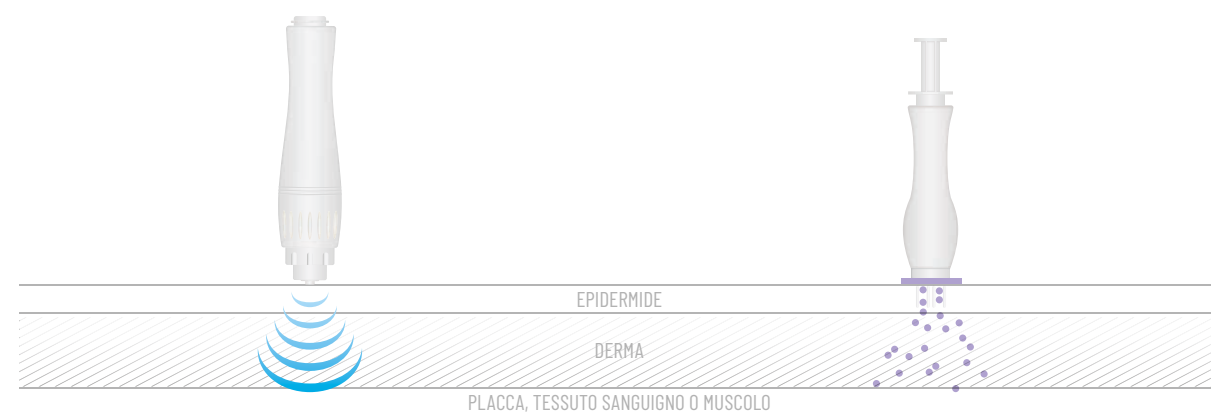 EPIDERMIDE
DERMA
PLACCA, TESSUTO SANGUIGNO O MUSCOLO